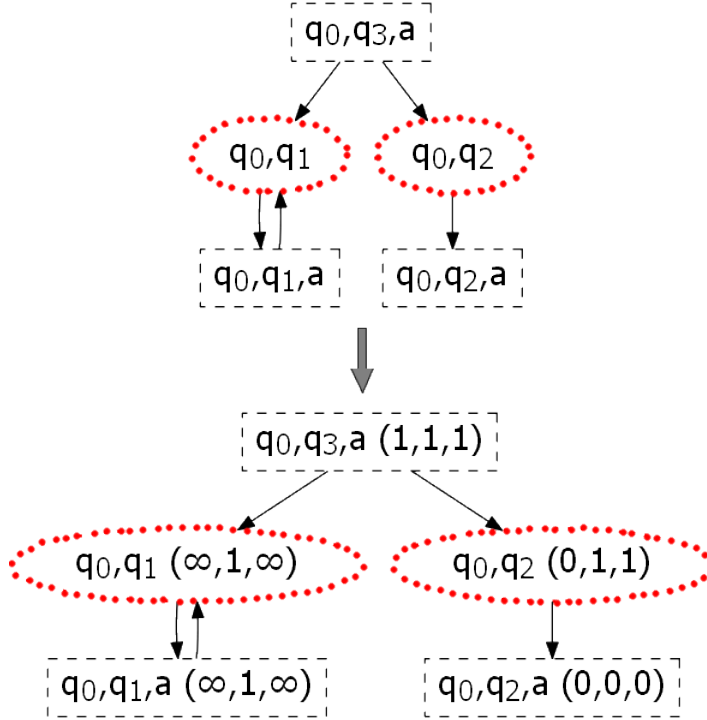 q₀,q₃,a
q₀,q₁
q₀,q₂
q₀,q₁,a
q₀,q₂,a
q₀,q₃,a (1,1,1)
q₀,q₁ (∞,1,∞)
q₀,q₂ (0,1,1)
q₀,q₁,a (∞,1,∞)
q₀,q₂,a (0,0,0)